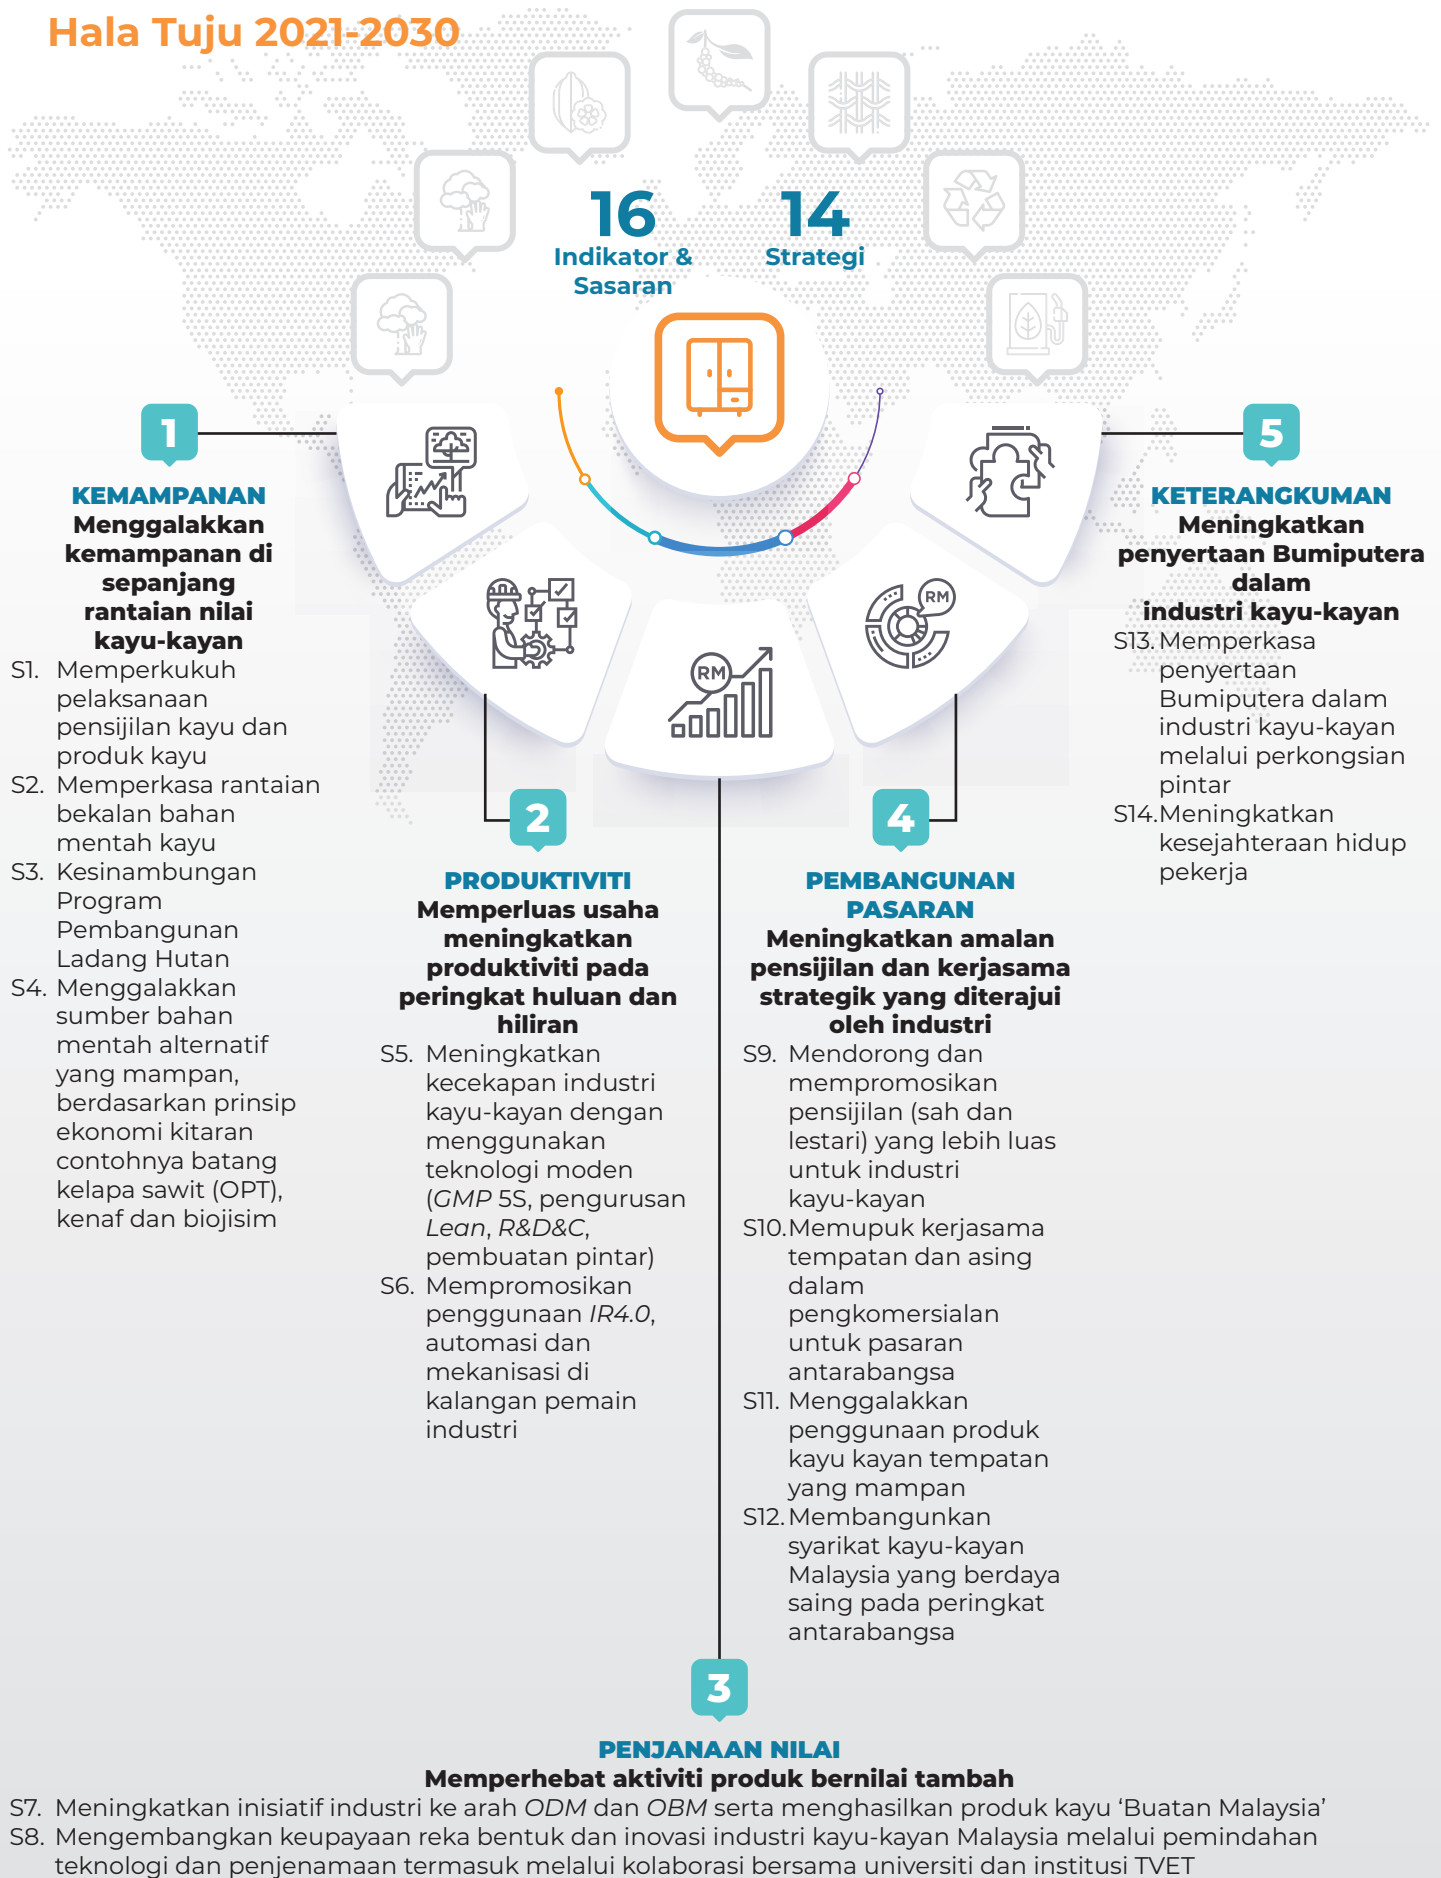 Hala Tuju 2021-2030
16
Indikator &
Sasaran
14
Strategi
1
KEMAMPANAN
Menggalakkan
kemampanan di
sepanjang
rantaian nilai
kayu-kayan
S1. Memperkukuh
pelaksanaan
pensijilan kayu dan
produk kayu
S2. Memperkasa rantaian
bekalan bahan
mentah kayu
S3. Kesinambungan
Program
Pembangunan
Ladang Hutan
S4. Menggalakkan
sumber bahan
mentah alternatif
yang mampan,
berdasarkan prinsip
ekonomi kitaran
contohnya batang
kelapa sawit (OPT),
kenaf dan biojisim
2
PRODUKTIVITI
Memperluas usaha
meningkatkan
produktiviti pada
peringkat huluan dan
hiliran
S5. Meningkatkan
kecekapan industri
kayu-kayan dengan
menggunakan
teknologi moden
(GMP 5S, pengurusan
Lean, R&D&C,
pembuatan pintar)
S6. Mempromosikan
penggunaan IR4.0,
automasi dan
mekanisasi di
kalangan pemain
industri
RM
RM
4
PEMBANGUNAN
PASARAN
Meningkatkan amalan
pensijilan dan kerjasama
strategik yang diterajui
oleh industri
S9. Mendorong dan
mempromosikan
pensijilan (sah dan
lestari) yang lebih luas
untuk industri
kayu-kayan
S10.Memupuk kerjasama
tempatan dan asing
dalam
pengkomersialan
untuk pasaran
antarabangsa
S11. Menggalakkan
penggunaan produk
kayu kayan tempatan
yang mampan
S12.Membangunkan
syarikat kayu-kayan
Malaysia yang berdaya
saing pada peringkat
antarabangsa
5
KETERANGKUMAN
Meningkatkan
penyertaan Bumiputera
dalam
industri kayu-kayan
S13.Memperkasa
penyertaan
Bumiputera dalam
industri kayu-kayan
melalui perkongsian
pintar
S14.Meningkatkan
kesejahteraan hidup
pekerja
3
PENJANAAN NILAI
Memperhebat aktiviti produk bernilai tambah
S7. Meningkatkan inisiatif industri ke arah ODM dan OBM serta menghasilkan produk kayu ‘Buatan Malaysia’
S8. Mengembangkan keupayaan reka bentuk dan inovasi industri kayu-kayan Malaysia melalui pemindahan
teknologi dan penjenamaan termasuk melalui kolaborasi bersama universiti dan institusi TVET